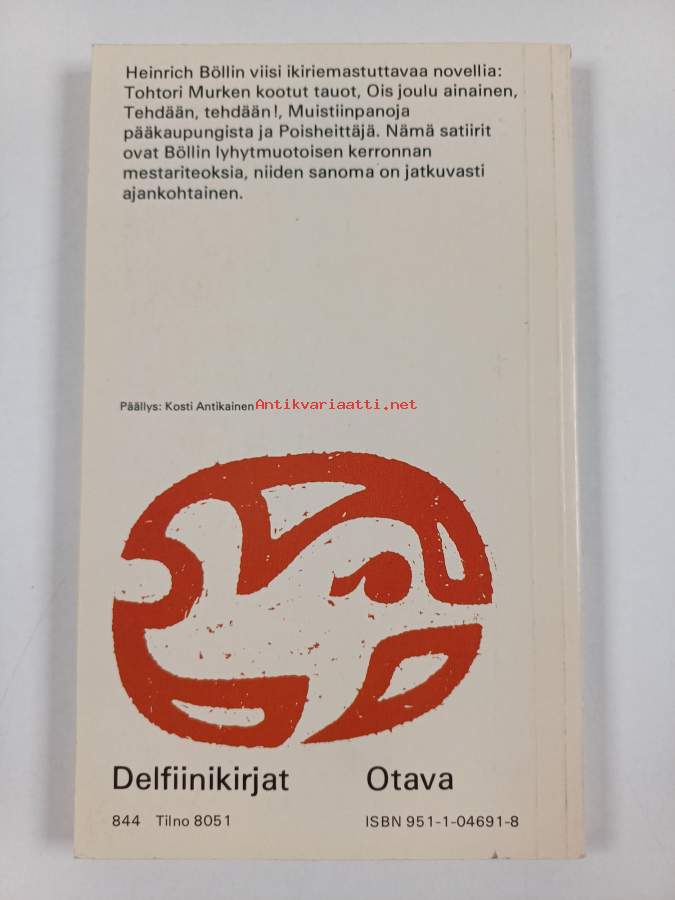 Heinrich Böllin viisi ikiriemastuttavaa novellia:
Tohtori Murken kootut tauot, Ois joulu ainainen,
Tehdään, tehdään!, Muistiinpanoja
pääkaupungista ja Poisheittäjä. Nämä satiirit
ovat Böllin lyhytmuotoisen kerronnan
mestariteoksia, niiden sanoma on jatkuvasti
ajankohtainen.
Päällys: Kosti Antikainen
Antikvariaatti.net
Delfiinikirjat Otava
844 Tilno 8051 ISBN 951-1-04691-8